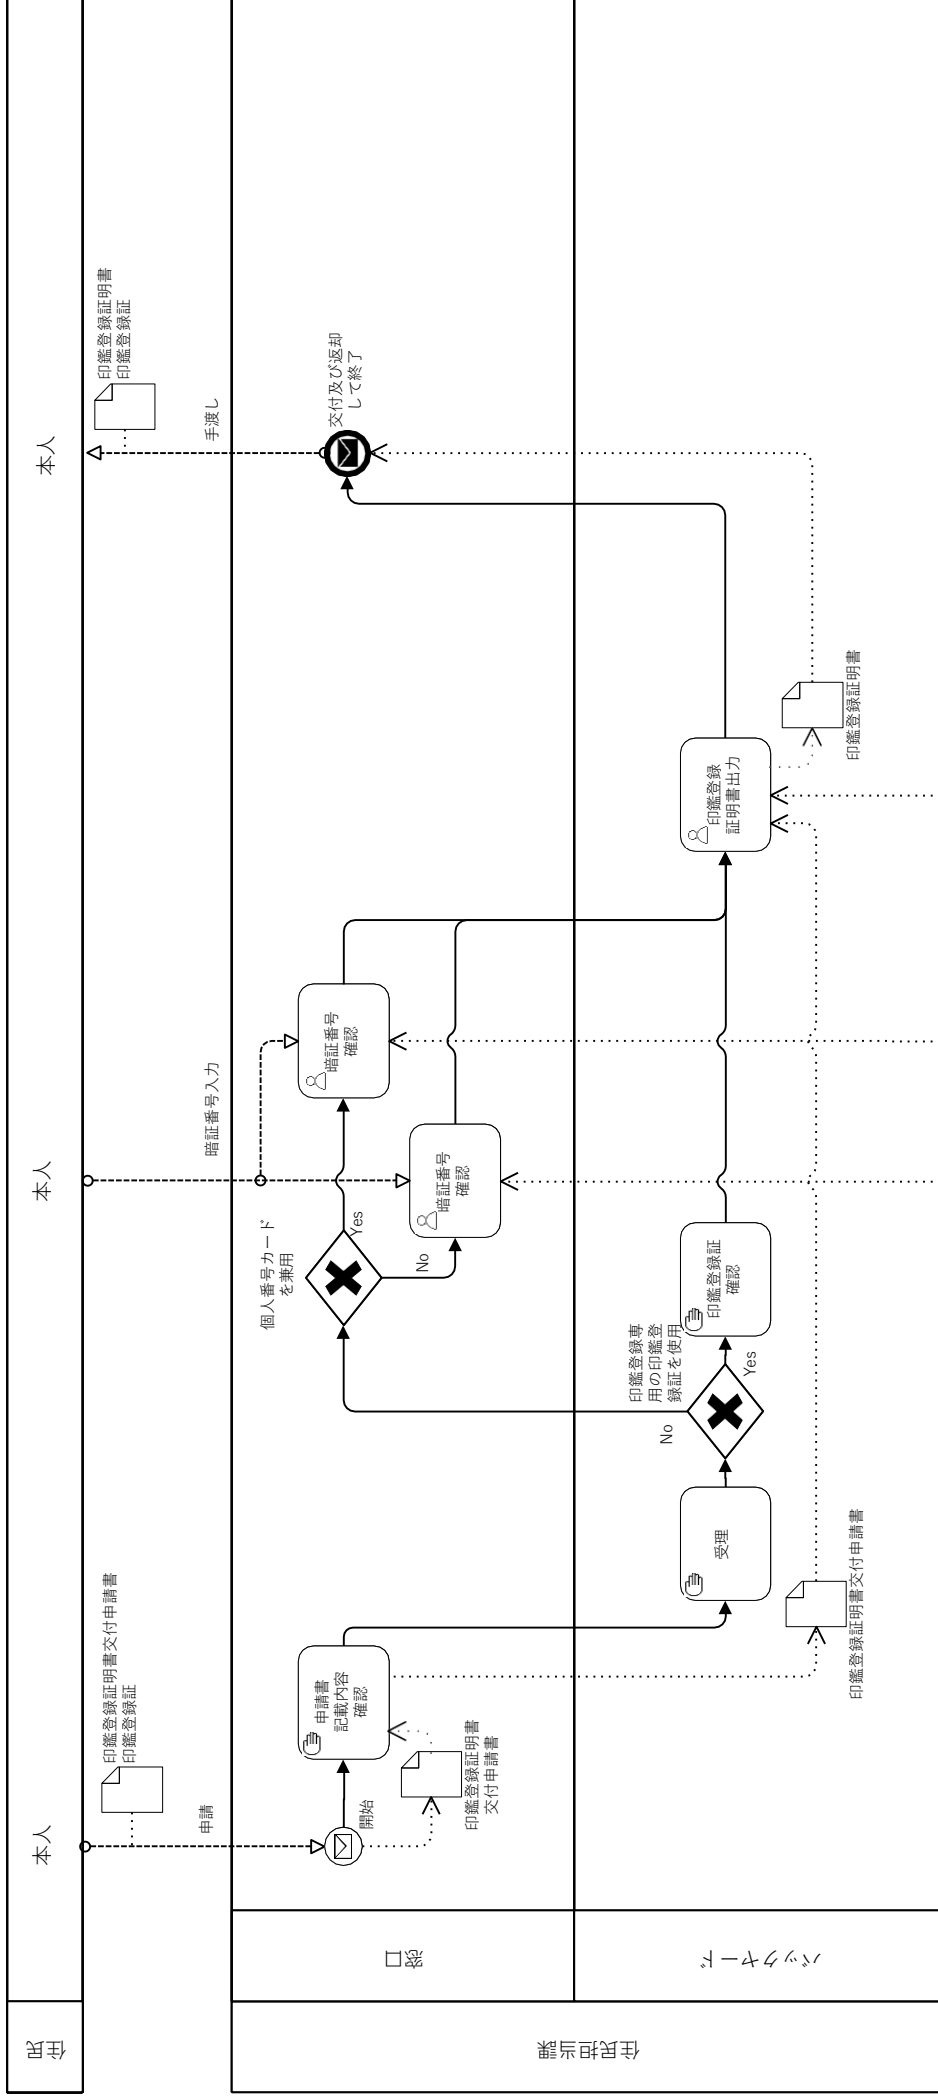 住民
本人
本人
本人
印鑑登録証明書交付申請書
印鑑登録証
申請
暗証番号入力
印鑑登録証明書
印鑑登録証
手渡し
住民担当課
窓口
開始
申請書
記載内容
確認
印鑑登録証明書
交付申請書
個人番号カード
を兼用
Yes
No
暗証番号
確認
暗証番号
確認
交付及び返却
して終了
バックヤード
受理
印鑑登録専
用の印鑑登
録証を使用
No
Yes
印鑑登録証
確認
印鑑登録
証明書出力
印鑑登録証明書交付申請書
印鑑登録証明書